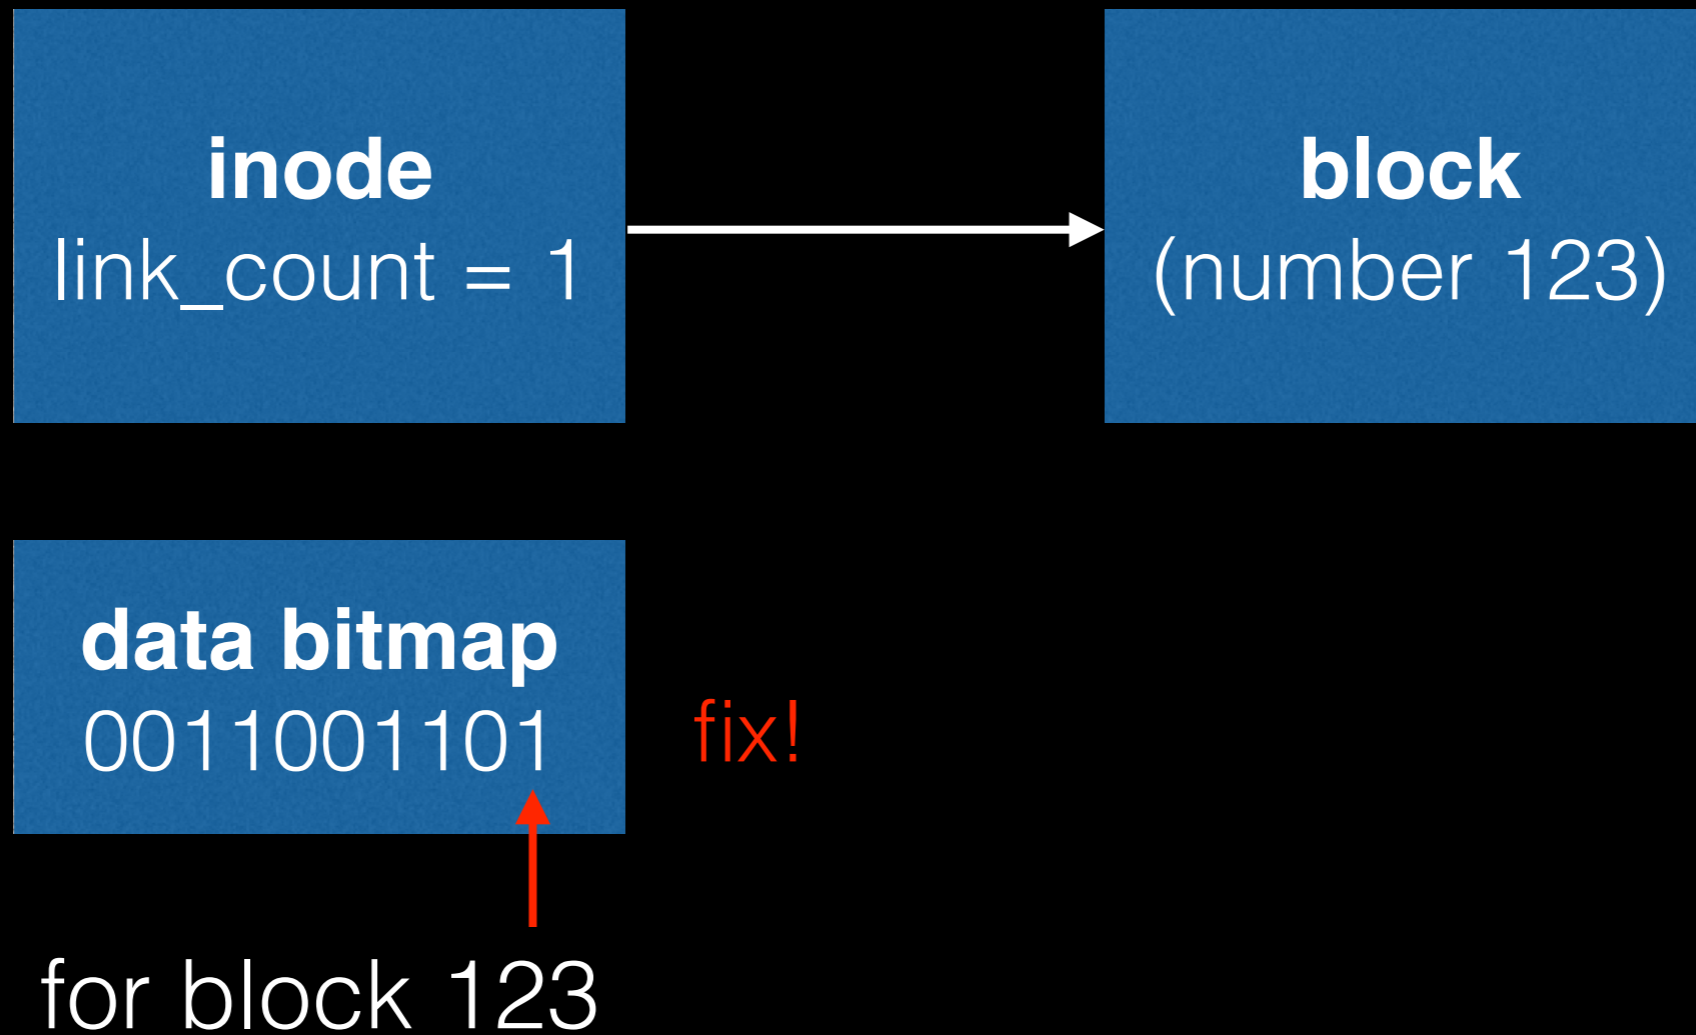 inode
link_count = 1
block
(number 123)
data bitmap
0011001101
fix!
for block 123